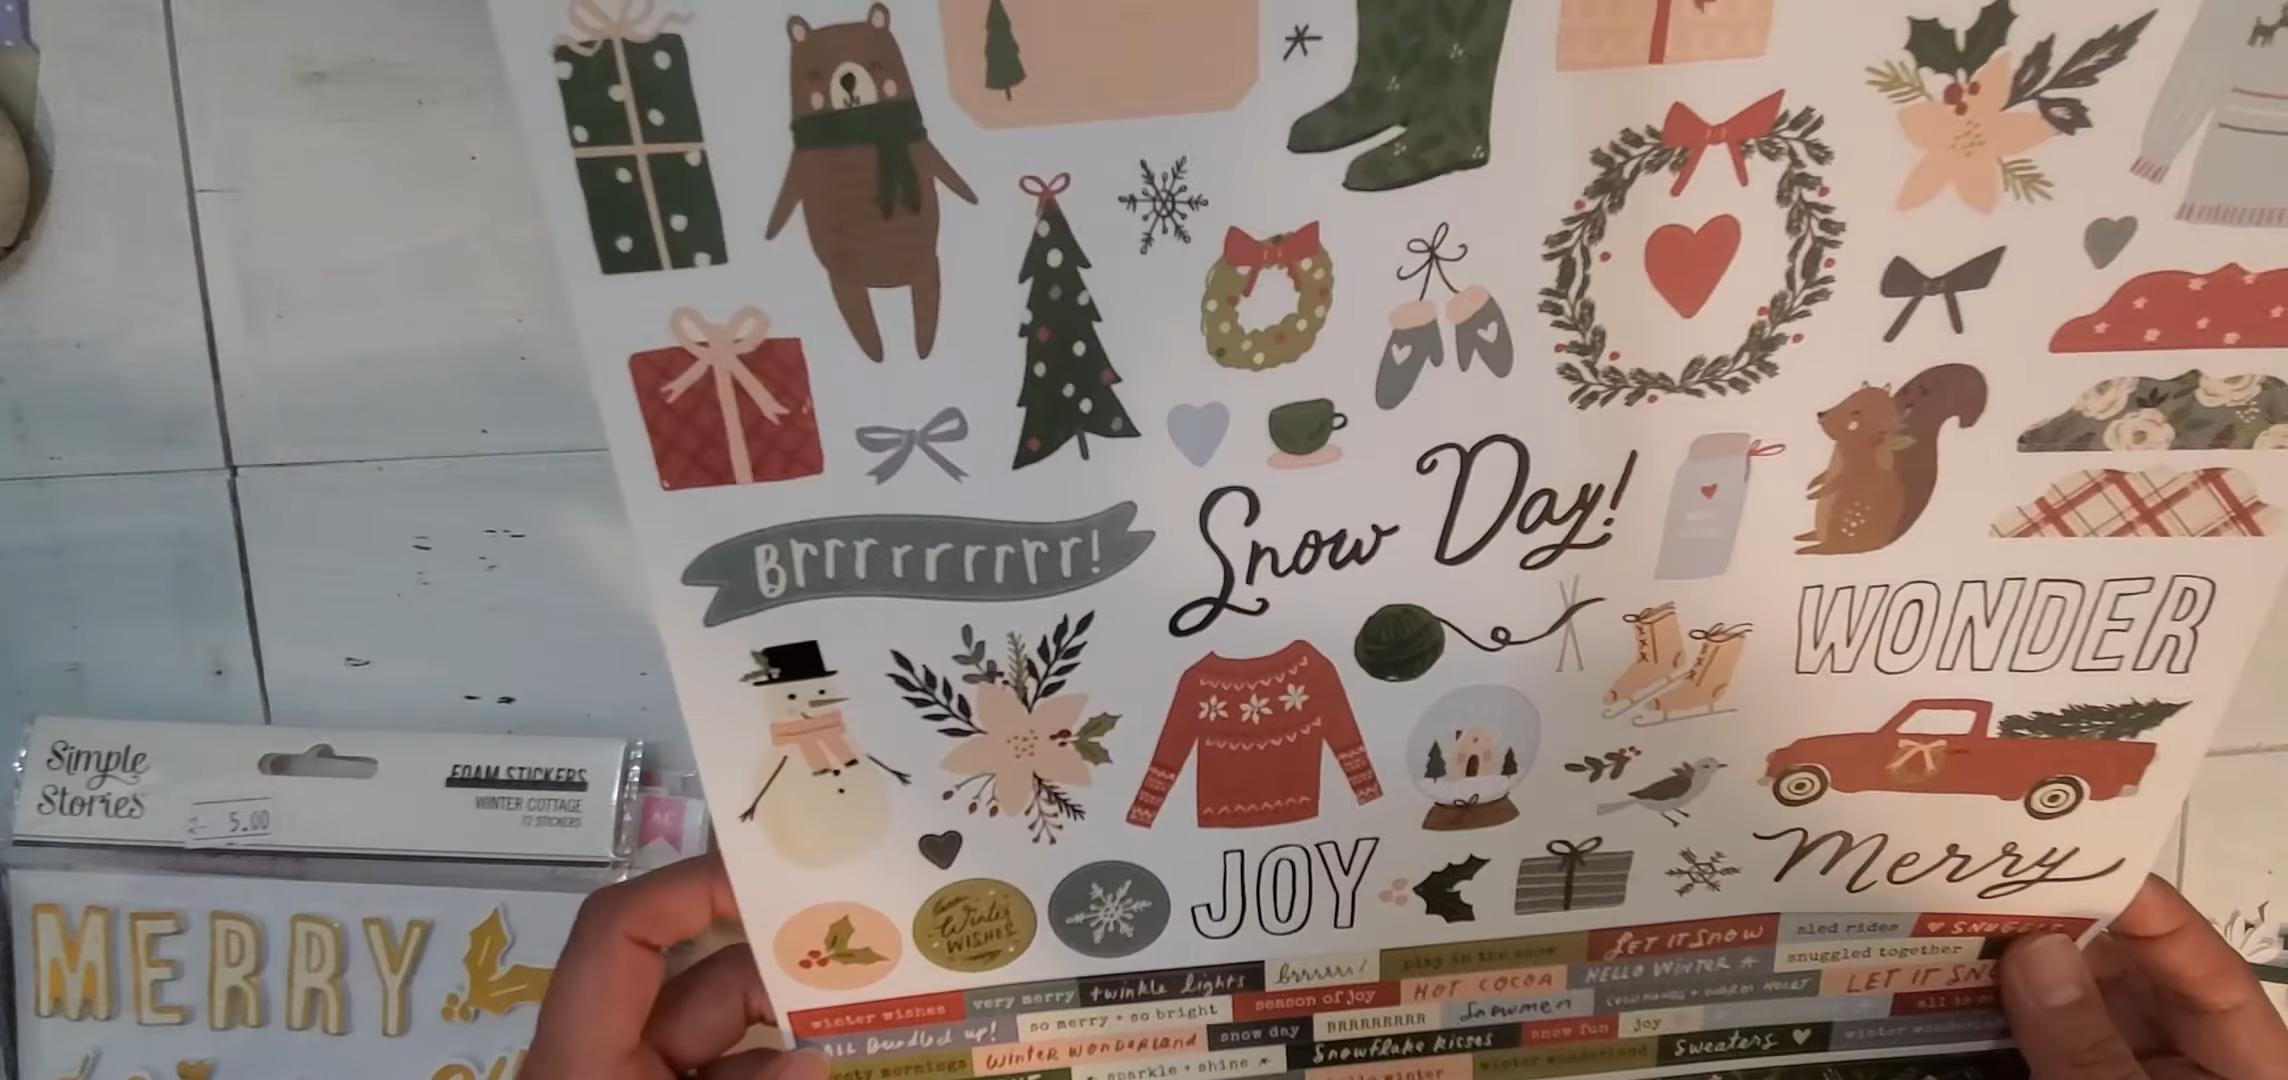 Brrrrrrrrr!
Snow Day!
WONDER
Simple
Stories
FOAM STICKERS
WINTER COTTAGE
72 STICKERS
5.00
MERRY
JOY
Merry
Winter
WISHES
winter wishes
very merry
twinkle lights
brrrrr!
play in the snow
LET IT SNOW
sled rides
ALL Bundled up!
so merry + so bright
season of joy
HOT COCOA
HELLO WINTER
snuggled together
winter wonderland
snow day
BRRRRRRRR
Snowmen
LET IT
Snowflake kisses
snow fun
joy
mornings
sparkle + shine
winter
winter wonderland
Sweaters